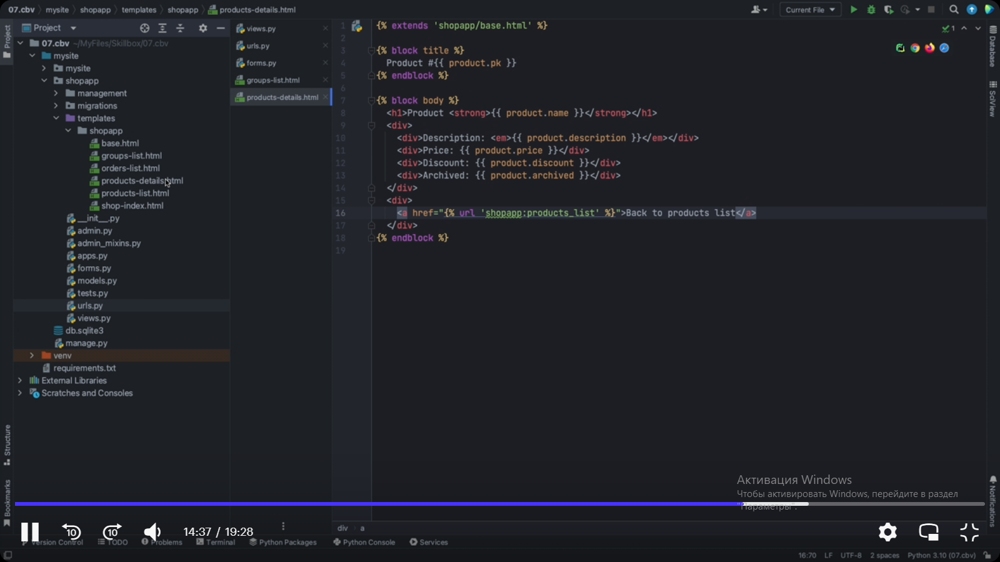 07.cbv mysite shopapp templates shopapp products-details.html
Current File
Project
07.cbv ~/MyFiles/Skillbox/07.cbv
mysite
mysite
shopapp
management
migrations
templates
shopapp
base.html
groups-list.html
orders-list.html
products-details.html
products-list.html
shop-index.html
__init__.py
admin.py
admin_mixins.py
apps.py
forms.py
models.py
tests.py
urls.py
views.py
db.sqlite3
manage.py
venv
requirements.txt
External Libraries
Scratches and Consoles
Project
Structure
Bookmarks
views.py
urls.py
forms.py
groups-list.html
products-details.html
1 {% extends 'shopapp/base.html' %}
2
3 {% block title %}
4 Product #{{ product.pk }}
5 {% endblock %}
6
7 {% block body %}
8 <h1>Product <strong>{{ product.name }}</strong></h1>
9 <div>
10 <div>Description: <em>{{ product.description }}</em></div>
11 <div>Price: {{ product.price }}</div>
12 <div>Discount: {{ product.discount }}</div>
13 <div>Archived: {{ product.archived }}</div>
14 </div>
15 <div>
16 <a href="{% url 'shopapp:products_list' %}">Back to products list</a>
17 </div>
18 {% endblock %}
19
1
Database
SciView
Notifications
Активация Windows
Чтобы активировать Windows, перейдите в раздел
"Параметры".
10 10 14:37 / 19:28
div a
Version Control TODO Problems Terminal Python Packages Python Console Services
16:70 LF UTF-8 2 spaces Python 3.10 (07.cbv)